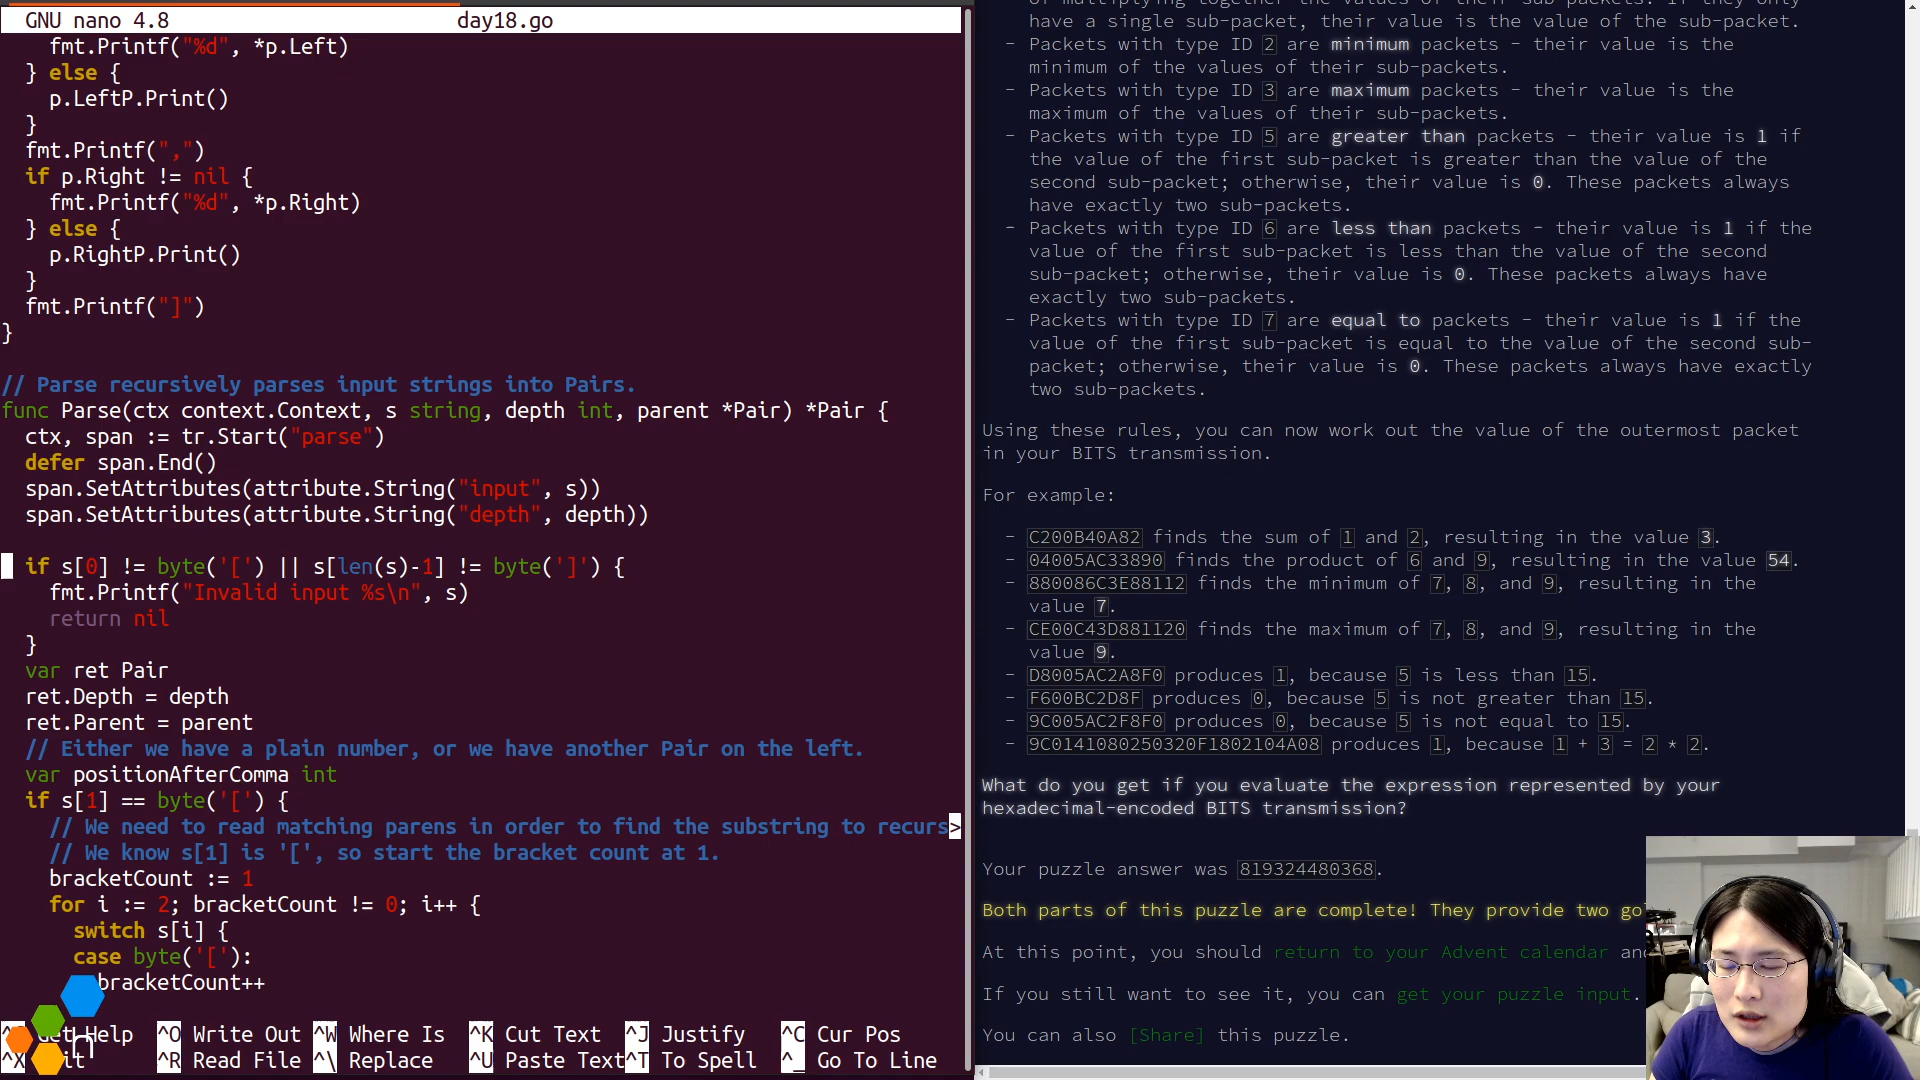 GNU nano 4.8 day18.go
fmt.Printf("%d", *p.Left)
} else {
p.LeftP.Print()
}
fmt.Printf(",")
if p.Right != nil {
fmt.Printf("%d", *p.Right)
} else {
p.RightP.Print()
}
fmt.Printf("]")
}
// Parse recursively parses input strings into Pairs.
func Parse(ctx context.Context, s string, depth int, parent *Pair) *Pair {
ctx, span := tr.Start("parse")
defer span.End()
span.SetAttributes(attribute.String("input", s))
span.SetAttributes(attribute.String("depth", depth))
if s[0] != byte('[') || s[len(s)-1] != byte(']') {
fmt.Printf("Invalid input %s\n", s)
return nil
}
var ret Pair
ret.Depth = depth
ret.Parent = parent
// Either we have a plain number, or we have another Pair on the left.
var positionAfterComma int
if s[1] == byte('[') {
// We need to read matching parens in order to find the substring to recurs>
// We know s[1] is '[', so start the bracket count at 1.
bracketCount := 1
for i := 2; bracketCount != 0; i++ {
switch s[i] {
case byte('['):
bracketCount++
Get Help ^O Write Out ^W Where Is ^K Cut Text ^J Justify ^C Cur Pos
^X ^R Read File ^\ Replace ^U Paste Text ^T To Spell ^_ Go To Line
of multiplying together the values of their sub-packets. If they only
have a single sub-packet, their value is the value of the sub-packet.
- Packets with type ID 2 are minimum packets - their value is the
minimum of the values of their sub-packets.
- Packets with type ID 3 are maximum packets - their value is the
maximum of the values of their sub-packets.
- Packets with type ID 5 are greater than packets - their value is 1 if
the value of the first sub-packet is greater than the value of the
second sub-packet; otherwise, their value is 0. These packets always
have exactly two sub-packets.
- Packets with type ID 6 are less than packets - their value is 1 if the
value of the first sub-packet is less than the value of the second
sub-packet; otherwise, their value is 0. These packets always have
exactly two sub-packets.
- Packets with type ID 7 are equal to packets - their value is 1 if the
value of the first sub-packet is equal to the value of the second sub-
packet; otherwise, their value is 0. These packets always have exactly
two sub-packets.
Using these rules, you can now work out the value of the outermost packet
in your BITS transmission.
For example:
- C200B40A82 finds the sum of 1 and 2, resulting in the value 3.
- 04005AC33890 finds the product of 6 and 9, resulting in the value 54.
- 880086C3E88112 finds the minimum of 7, 8, and 9, resulting in the
value 7.
- CE00C43D881120 finds the maximum of 7, 8, and 9, resulting in the
value 9.
- D8005AC2A8F0 produces 1, because 5 is less than 15.
- F600BC2D8F produces 0, because 5 is not greater than 15.
- 9C005AC2F8F0 produces 0, because 5 is not equal to 15.
- 9C0141080250320F1802104A08 produces 1, because 1 + 3 = 2 * 2.
What do you get if you evaluate the expression represented by your
hexadecimal-encoded BITS transmission?
Your puzzle answer was 819324480368.
Both parts of this puzzle are complete! They provide two go
At this point, you should return to your Advent calendar and
If you still want to see it, you can get your puzzle input.
You can also [Share] this puzzle.